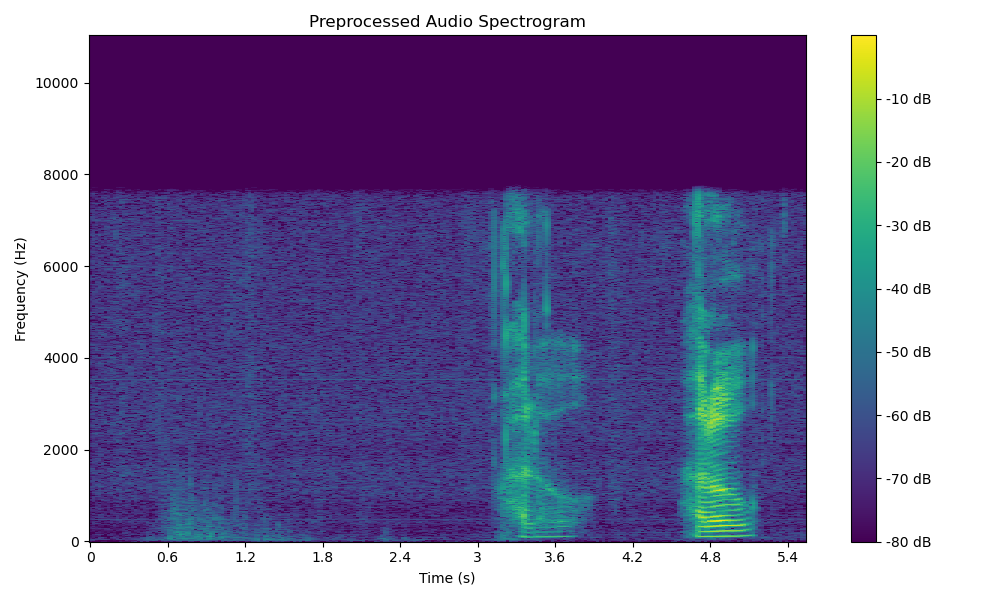 Preprocessed Audio Spectrogram
Frequency (Hz)
10000
8000
6000
4000
2000
0
0 0.6 1.2 1.8 2.4 3 3.6 4.2 4.8 5.4
Time (s)
-10 dB
-20 dB
-30 dB
-40 dB
-50 dB
-60 dB
-70 dB
-80 dB